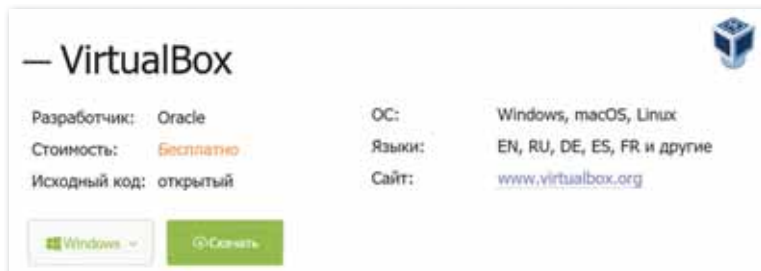 — VirtualBox
Разработчик: Oracle
Стоимость: Бесплатно
Исходный код: открытый
ОС: Windows, macOS, Linux
Языки: EN, RU, DE, ES, FR и другие
Сайт: www.virtualbox.org
Windows
Скачать